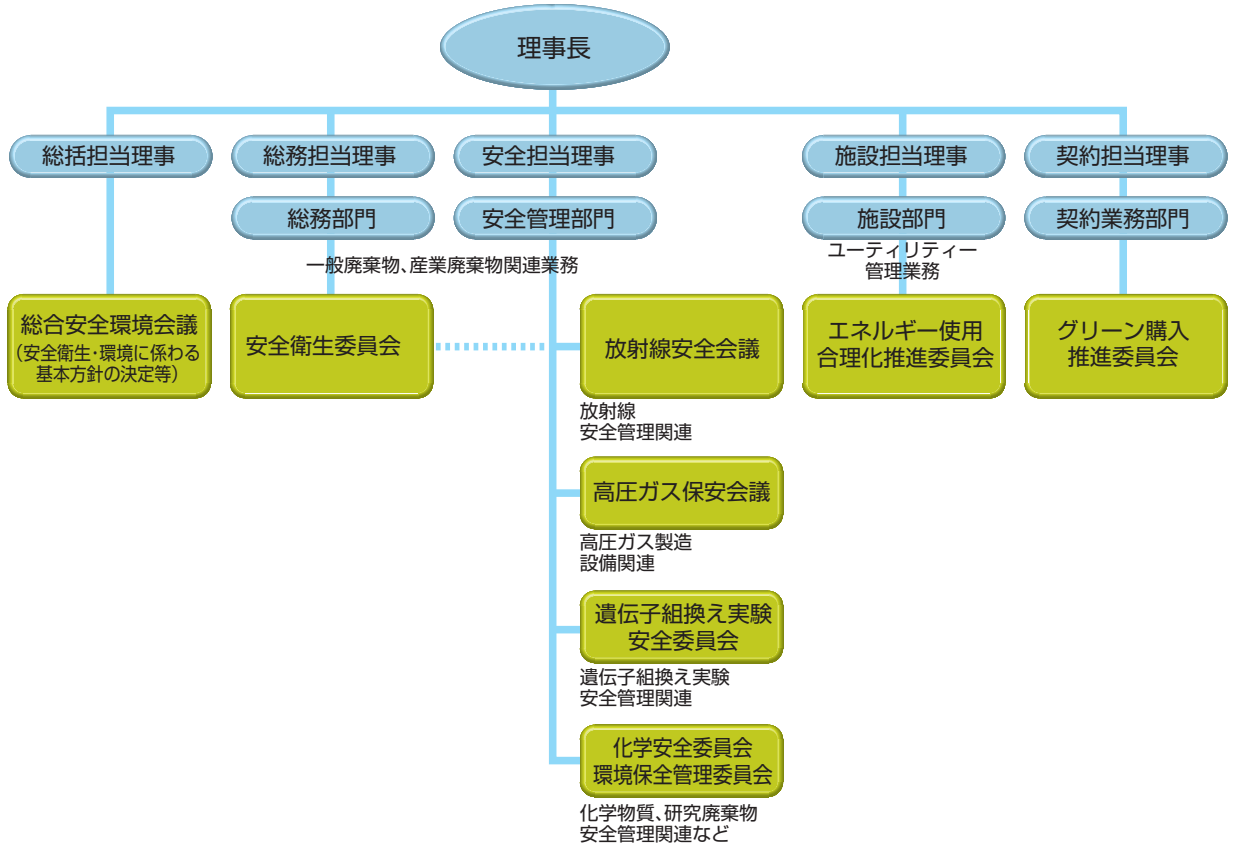 理事長
総括担当理事
総務担当理事
安全担当理事
施設担当理事
契約担当理事
総務部門
安全管理部門
施設部門
契約業務部門
一般廃棄物、産業廃棄物関連業務
ユーティリティー
管理業務
総合安全環境会議
（安全衛生・環境に係わる
基本方針の決定等）
安全衛生委員会
放射線安全会議
エネルギー使用
合理化推進委員会
グリーン購入
推進委員会
放射線
安全管理関連
高圧ガス保安会議
高圧ガス製造
設備関連
遺伝子組換え実験
安全委員会
遺伝子組換え実験
安全管理関連
化学安全委員会
環境保全管理委員会
化学物質、研究廃棄物
安全管理関連など